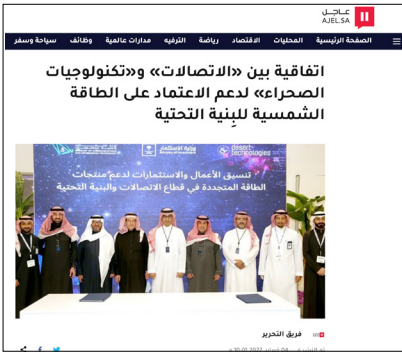 عاجل
AJEL.SA
الصفحة الرئيسية المحليات الاقتصاد رياضة الترفيه مدارات عالمية وظائف سياحة وسفر
اتفاقية بين «الاتصالات» و«تكنولوجيات
الصحراء» لدعم الاعتماد على الطاقة
الشمسية للبِنية التحتية
desert
technologies
وزارة الاستثمار
تنسيق الأعمال والاستثمارات لدعم منتجات
الطاقة المتجددة في قطاع الاتصالات والبنية التحتية
فريق التحرير